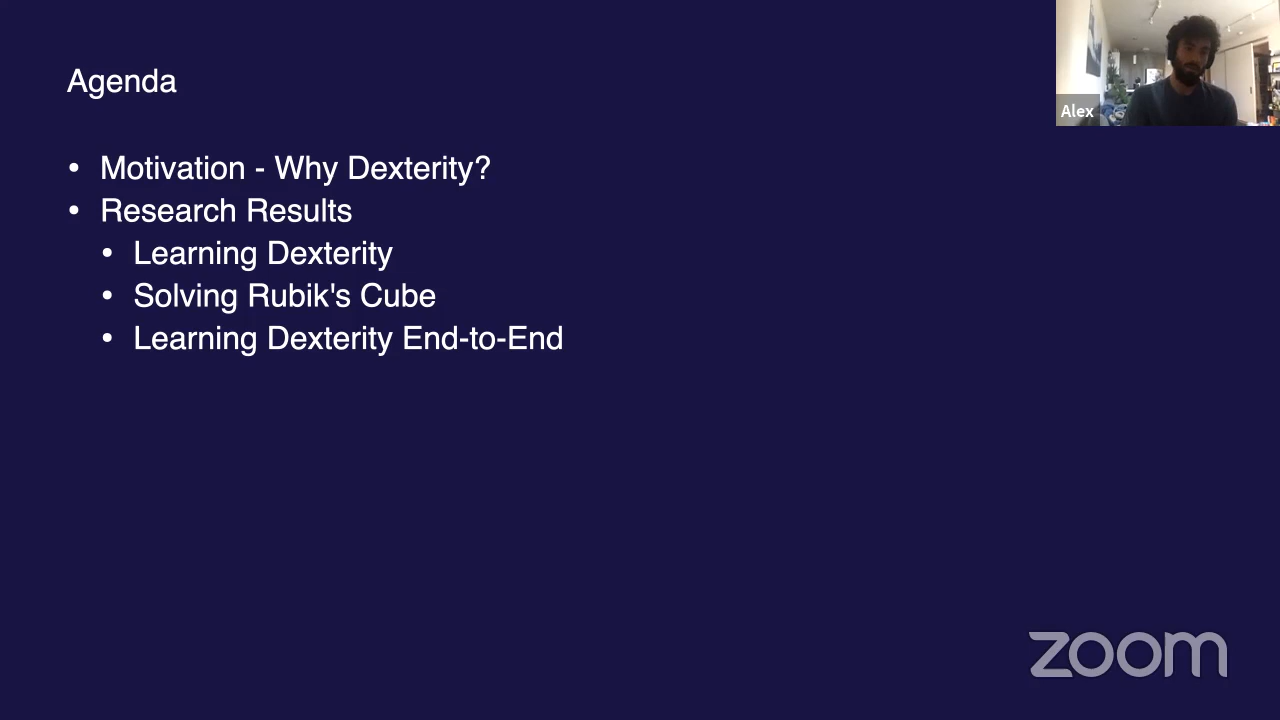 Agenda
Alex
• Motivation - Why Dexterity?
• Research Results
• Learning Dexterity
• Solving Rubik's Cube
• Learning Dexterity End-to-End
zoom